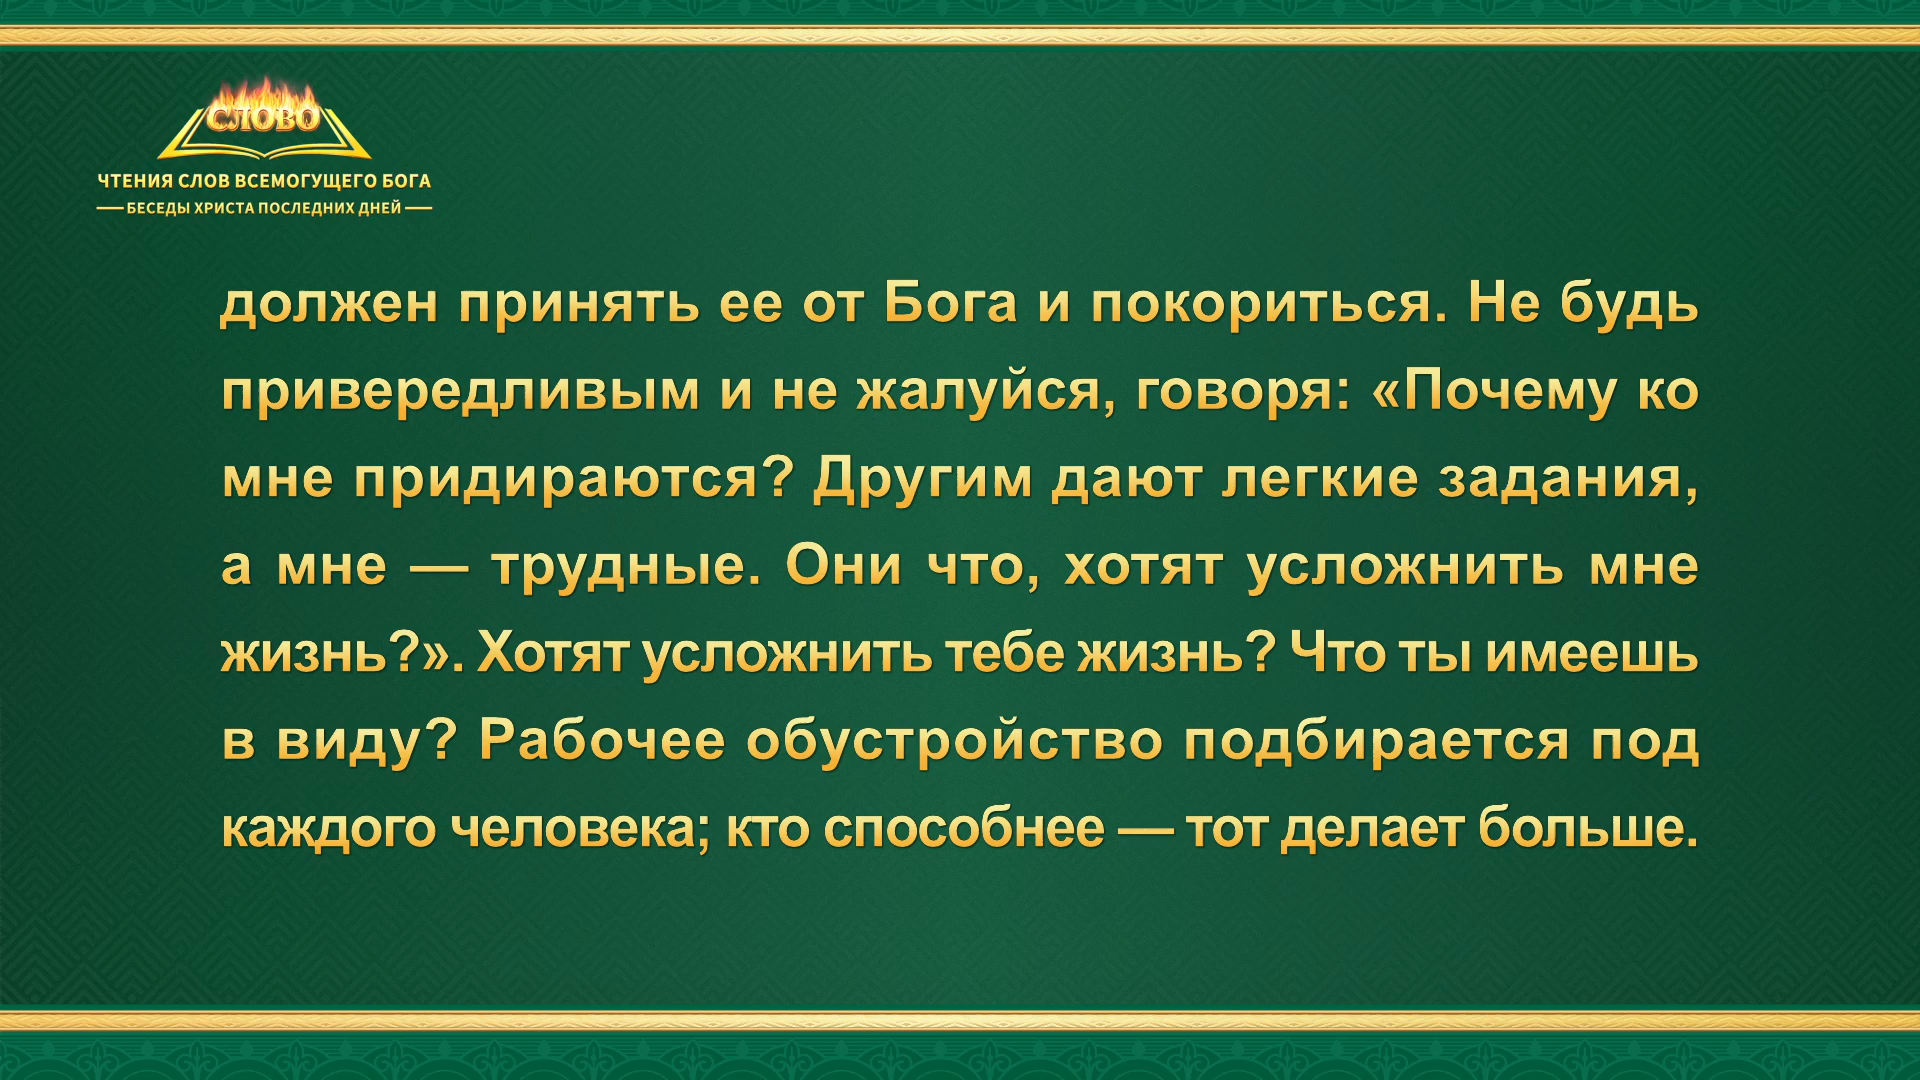 СЛОВО
ЧТЕНИЯ СЛОВ ВСЕМОГУЩЕГО БОГА
БЕСЕДЫ ХРИСТА ПОСЛЕДНИХ ДНЕЙ
должен принять ее от Бога и покориться. Не будь
привередливым и не жалуйся, говоря: «Почему ко
мне придираются? Другим дают легкие задания,
а мне — трудные. Они что, хотят усложнить мне
жизнь?». Хотят усложнить тебе жизнь? Что ты имеешь
в виду? Рабочее обустройство подбирается под
каждого человека; кто способнее — тот делает больше.